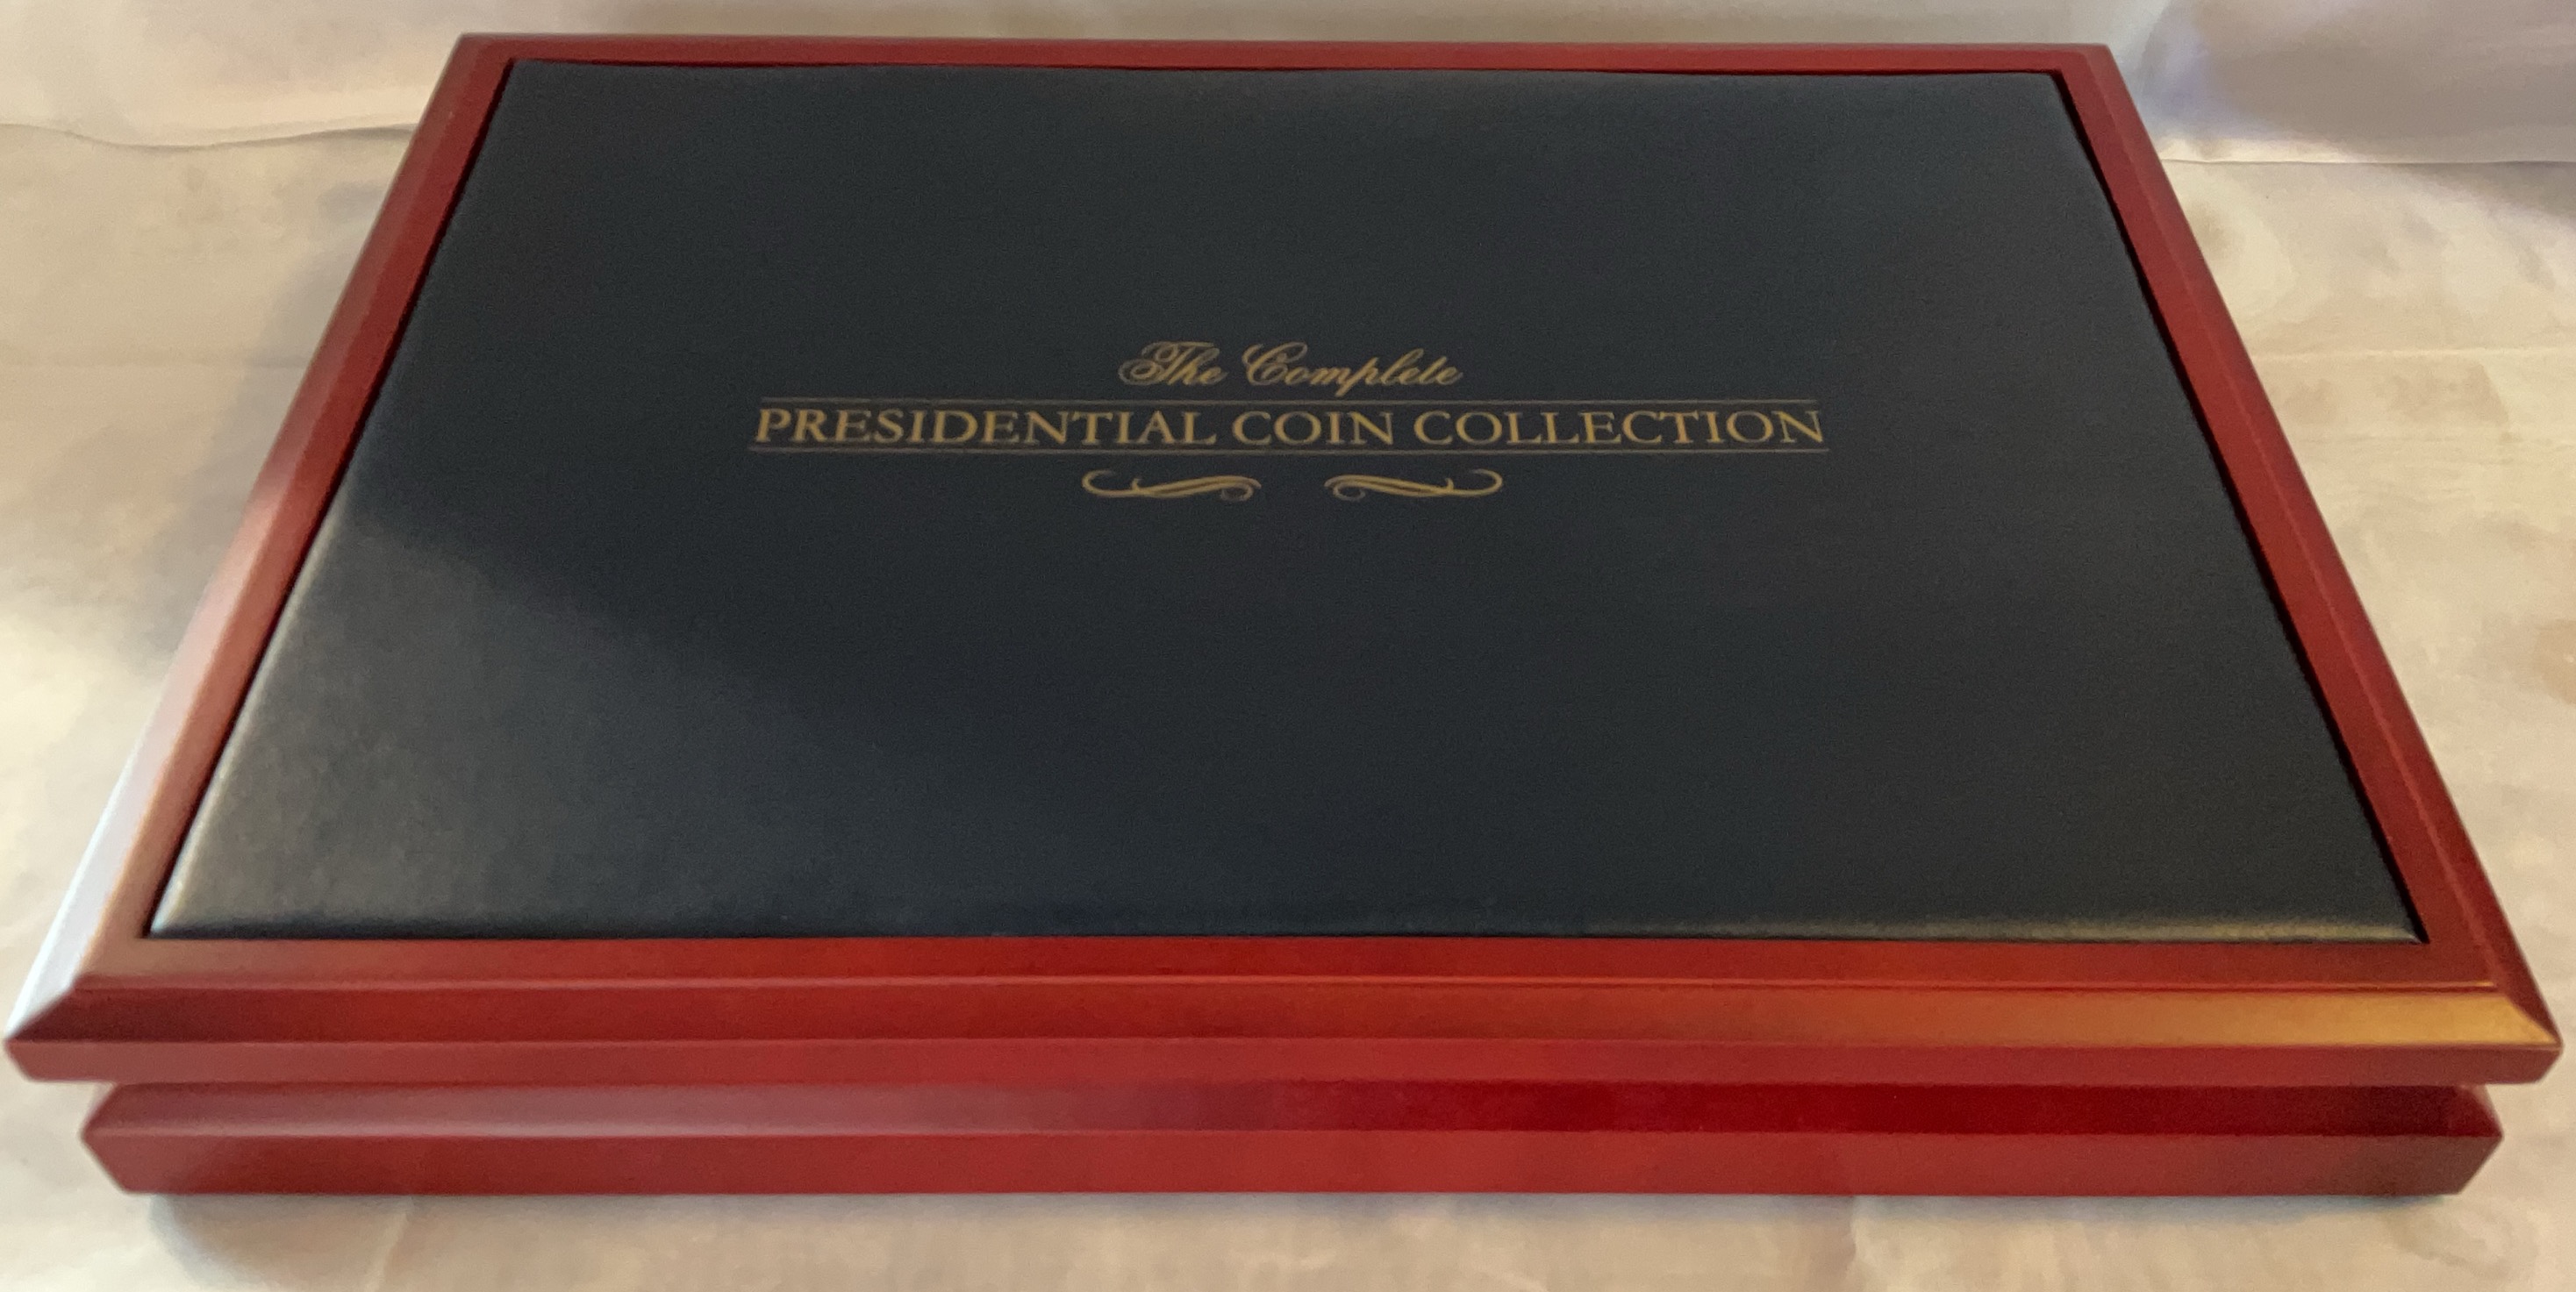 The Complete
PRESIDENTIAL COIN COLLECTION